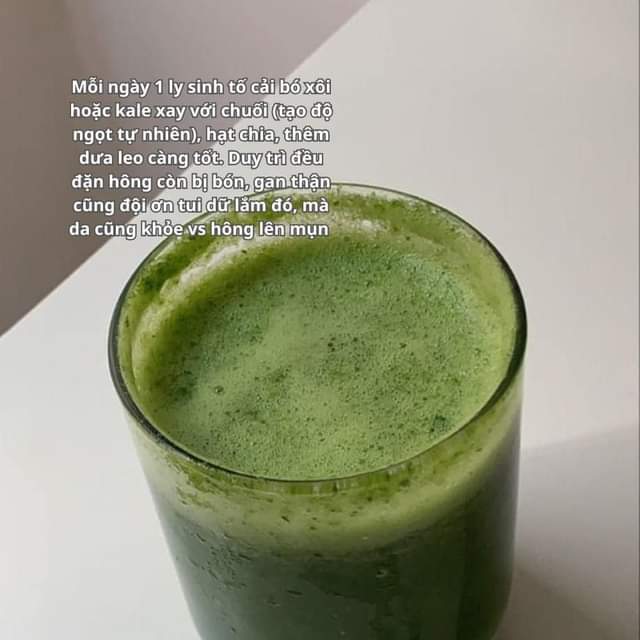 Mỗi ngày 1 ly sinh tố cải bó xôi
hoặc kale xay với chuối (tạo độ
ngọt tự nhiên), hạt chia, thêm
dưa leo càng tốt. Duy trì đều
đặn hông còn bị bón, gan thận
cũng đội ơn tui dữ lắm đó, mà
da cũng khỏe vs hông lên mụn